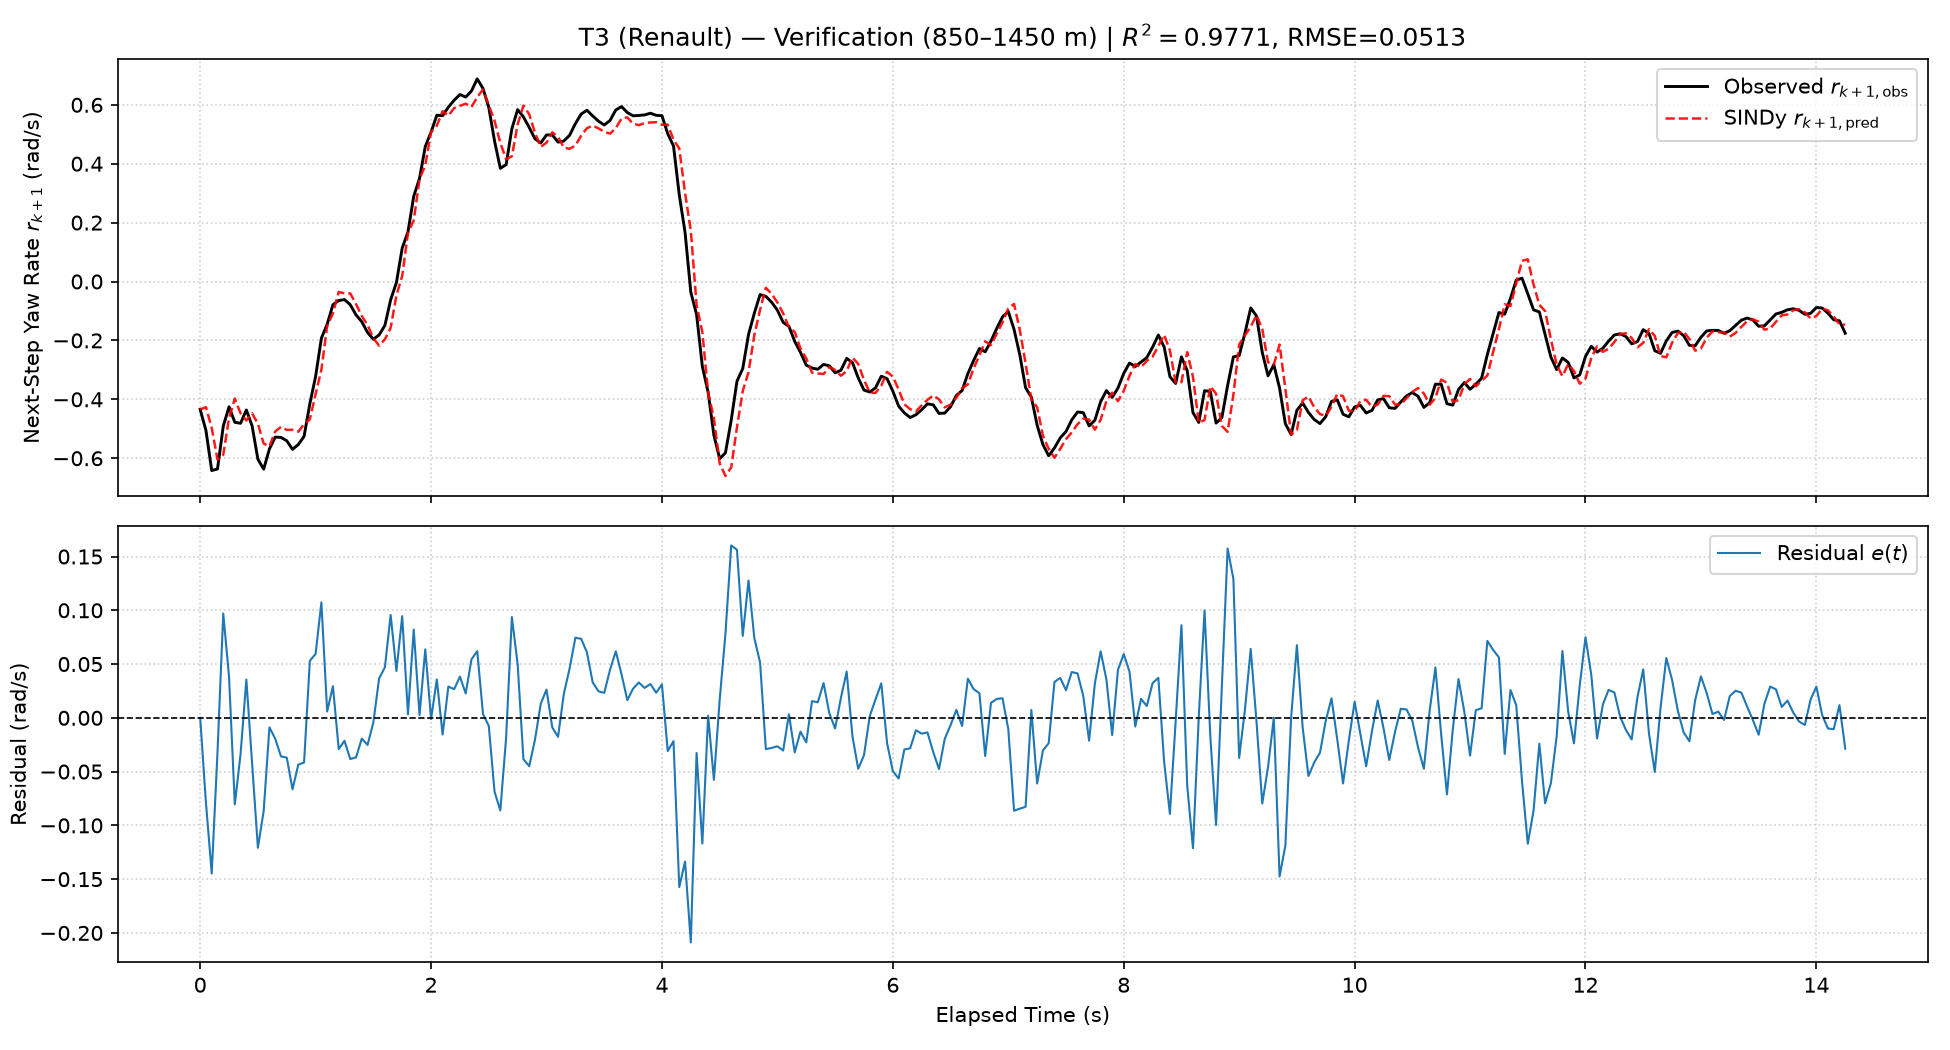 T3 (Renault) — Verification (850–1450 m) | $R^2 = 0.9771$, RMSE=0.0513
Next-Step Yaw Rate $r_{k+1}$ (rad/s)
0.6
0.4
0.2
0.0
−0.2
−0.4
−0.6
Observed $r_{k+1,\mathrm{obs}}$
SINDy $r_{k+1,\mathrm{pred}}$
Residual (rad/s)
0.15
0.10
0.05
0.00
−0.05
−0.10
−0.15
−0.20
Residual $e(t)$
0 2 4 6 8 10 12 14
Elapsed Time (s)